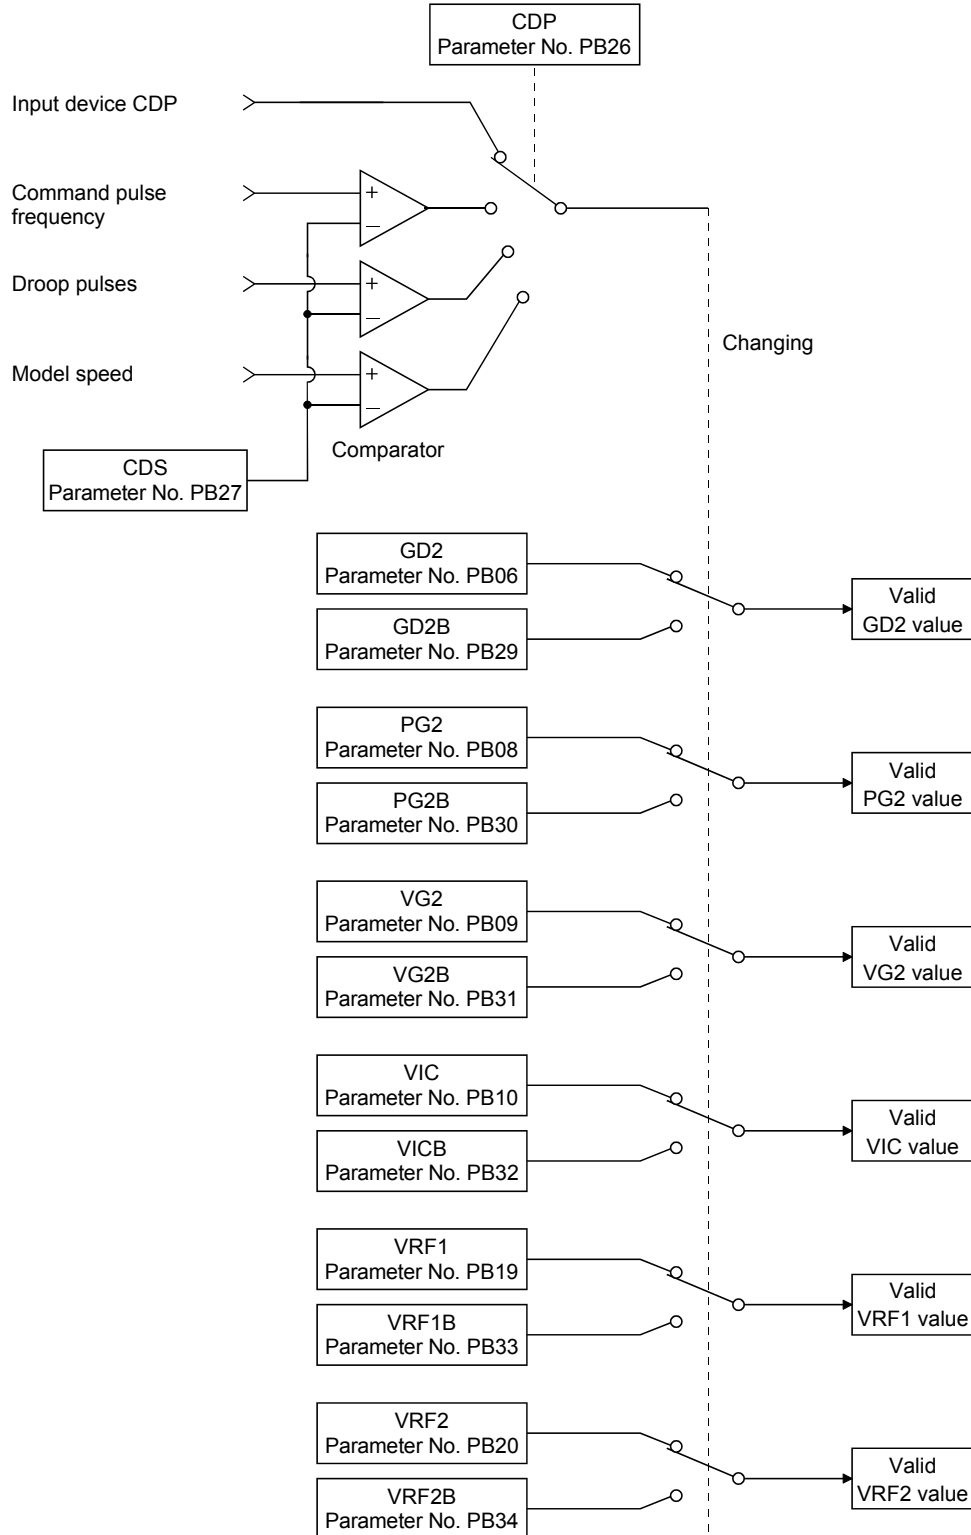 CDP
Parameter No. PB26
Input device CDP
Command pulse
frequency
+
−
Droop pulses
+
−
Changing
Model speed
+
−
Comparator
CDS
Parameter No. PB27
GD2
Parameter No. PB06
Valid
GD2 value
GD2B
Parameter No. PB29
PG2
Parameter No. PB08
Valid
PG2 value
PG2B
Parameter No. PB30
VG2
Parameter No. PB09
Valid
VG2 value
VG2B
Parameter No. PB31
VIC
Parameter No. PB10
Valid
VIC value
VICB
Parameter No. PB32
VRF1
Parameter No. PB19
Valid
VRF1 value
VRF1B
Parameter No. PB33
VRF2
Parameter No. PB20
Valid
VRF2 value
VRF2B
Parameter No. PB34